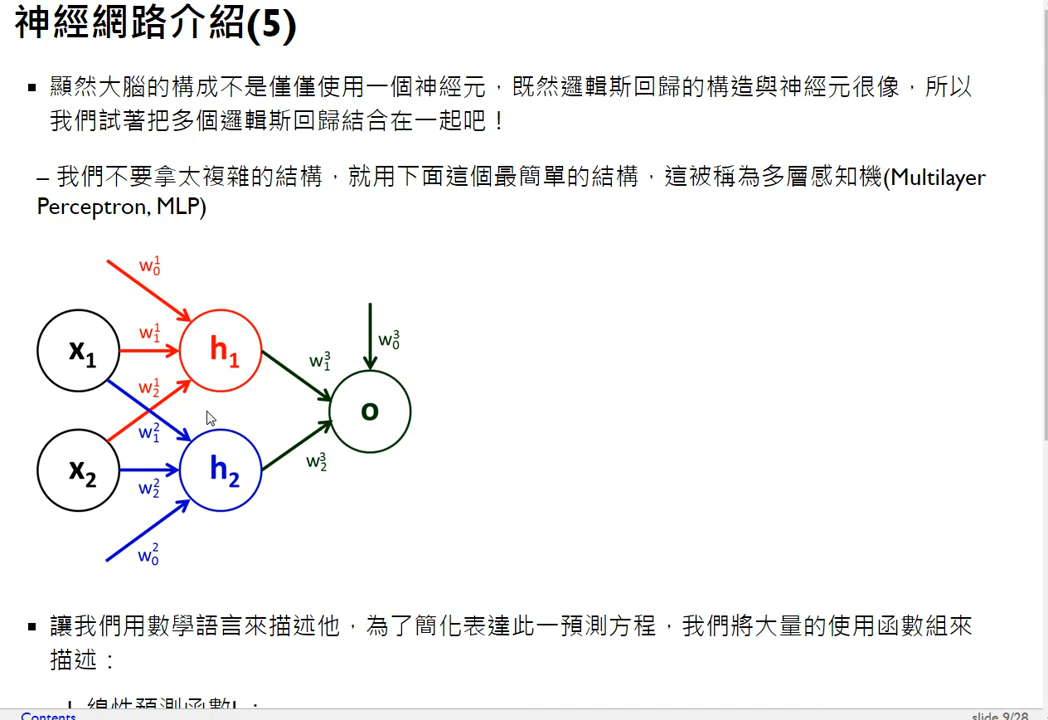 神經網路介紹(5)
▪ 顯然大腦的構成不是僅僅使用一個神經元，既然邏輯斯回歸的構造與神經元很像，所以
我們試著把多個邏輯斯回歸結合在一起吧！
– 我們不要拿太複雜的結構，就用下面這個最簡單的結構，這被稱為多層感知機(Multilayer
Perceptron, MLP)
w₀¹
w₁¹
x₁
h₁
w₂¹
w₀³
w₁³
o
w₁²
x₂
h₂
w₂²
w₂³
w₀²
▪ 讓我們用數學語言來描述他，為了簡化表達此一預測方程，我們將大量的使用函數組來
描述：
線性預測函數L：
Contents
slide 9/28